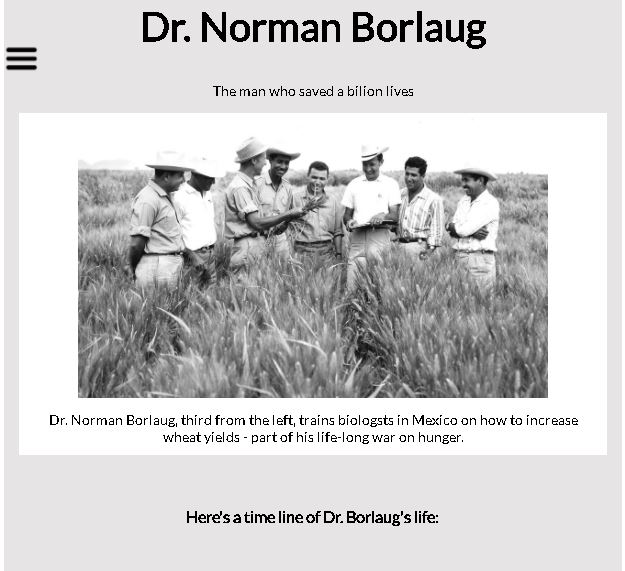 Dr. Norman Borlaug
The man who saved a bilion lives
Dr. Norman Borlaug, third from the left, trains biologsts in Mexico on how to increase
wheat yields - part of his life-long war on hunger.
Here's a time line of Dr. Borlaug's life: